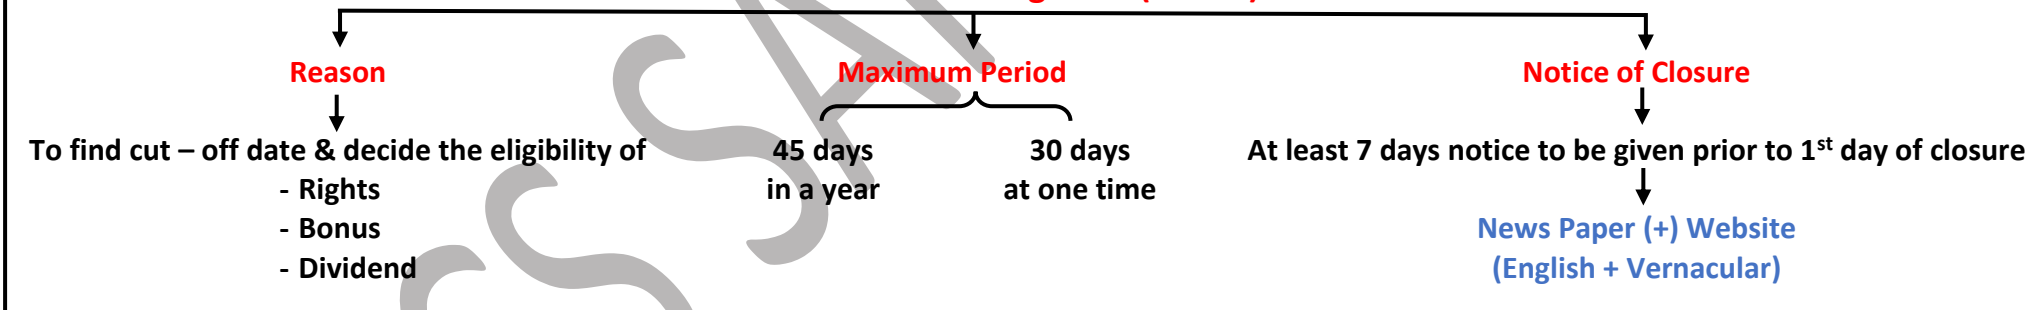 Reason
Maximum Period
Notice of Closure
To find cut – off date & decide the eligibility of
- Rights
- Bonus
- Dividend
45 days
in a year
30 days
at one time
At least 7 days notice to be given prior to 1st day of closure
News Paper (+) Website
(English + Vernacular)